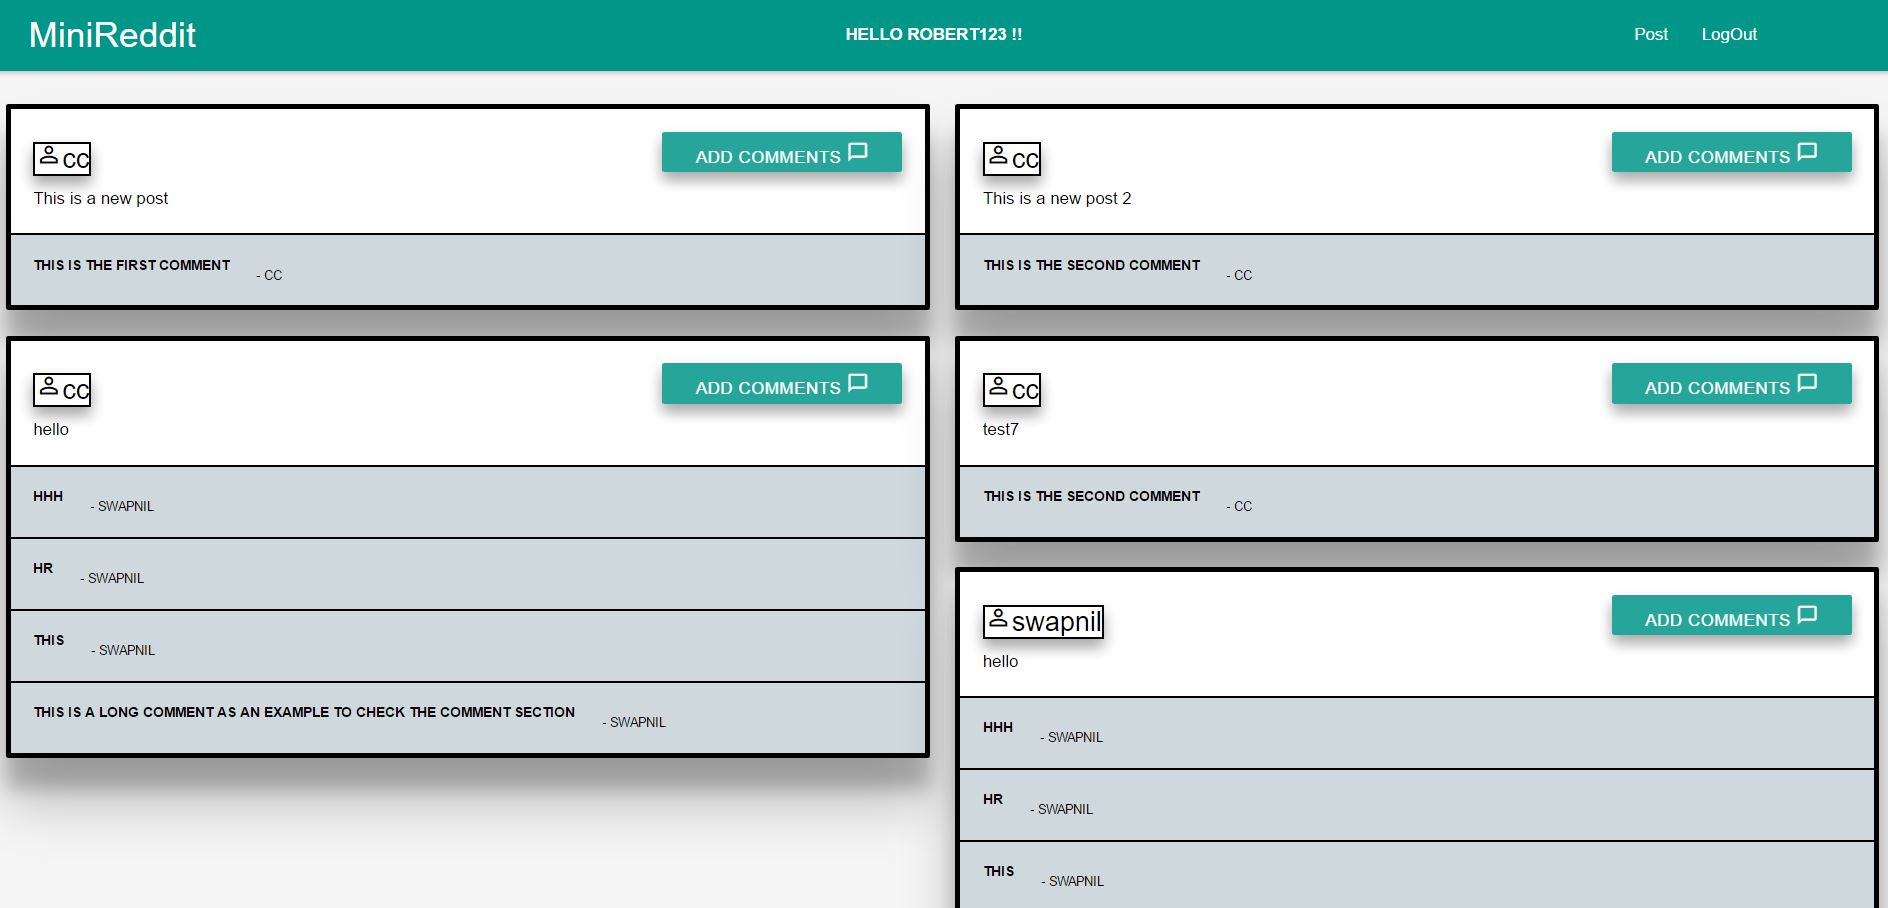 MiniReddit
HELLO ROBERT123 !!
Post
LogOut
CC
ADD COMMENTS
This is a new post
THIS IS THE FIRST COMMENT - CC
CC
ADD COMMENTS
hello
HHH - SWAPNIL
HR - SWAPNIL
THIS - SWAPNIL
THIS IS A LONG COMMENT AS AN EXAMPLE TO CHECK THE COMMENT SECTION - SWAPNIL
CC
ADD COMMENTS
This is a new post 2
THIS IS THE SECOND COMMENT - CC
CC
ADD COMMENTS
test7
THIS IS THE SECOND COMMENT - CC
swapnil
ADD COMMENTS
hello
HHH - SWAPNIL
HR - SWAPNIL
THIS - SWAPNIL